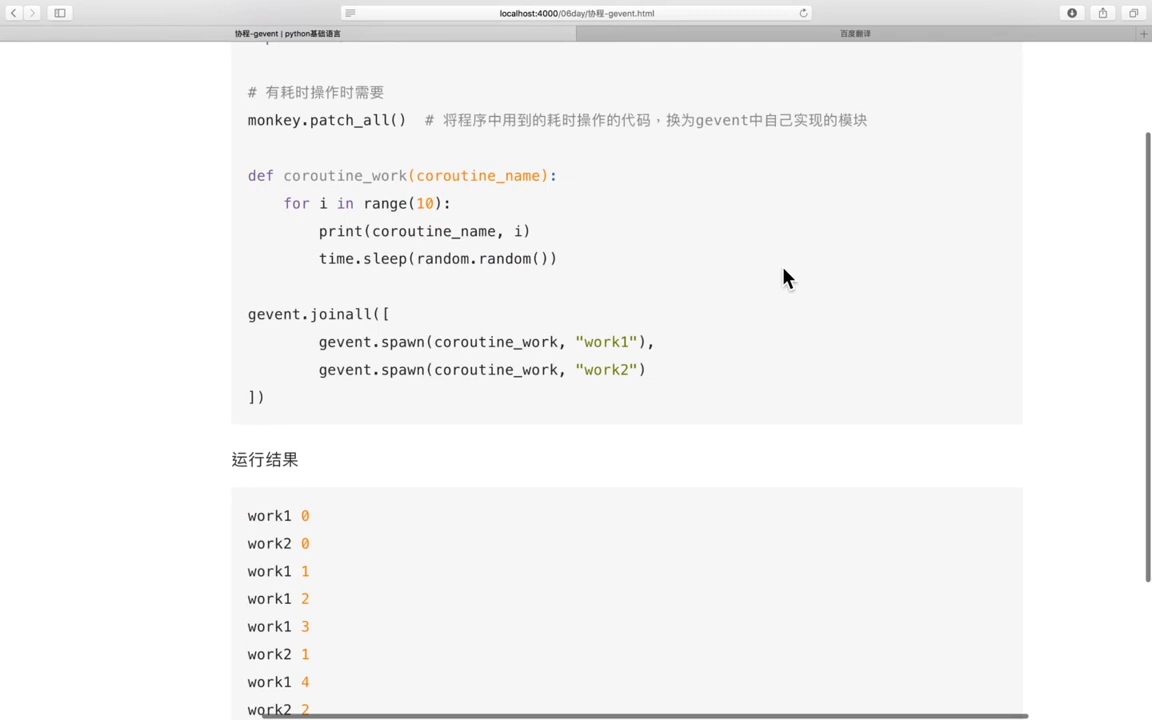 localhost:4000/06day/协程-gevent.html
协程-gevent | python基础语言
百度翻译
# 有耗时操作时需要
monkey.patch_all()  # 将程序中用到的耗时操作的代码，换为gevent中自己实现的模块
def coroutine_work(coroutine_name):
    for i in range(10):
        print(coroutine_name, i)
        time.sleep(random.random())
gevent.joinall([
        gevent.spawn(coroutine_work, "work1"),
        gevent.spawn(coroutine_work, "work2")
])
运行结果
work1 0
work2 0
work1 1
work1 2
work1 3
work2 1
work1 4
work2 2